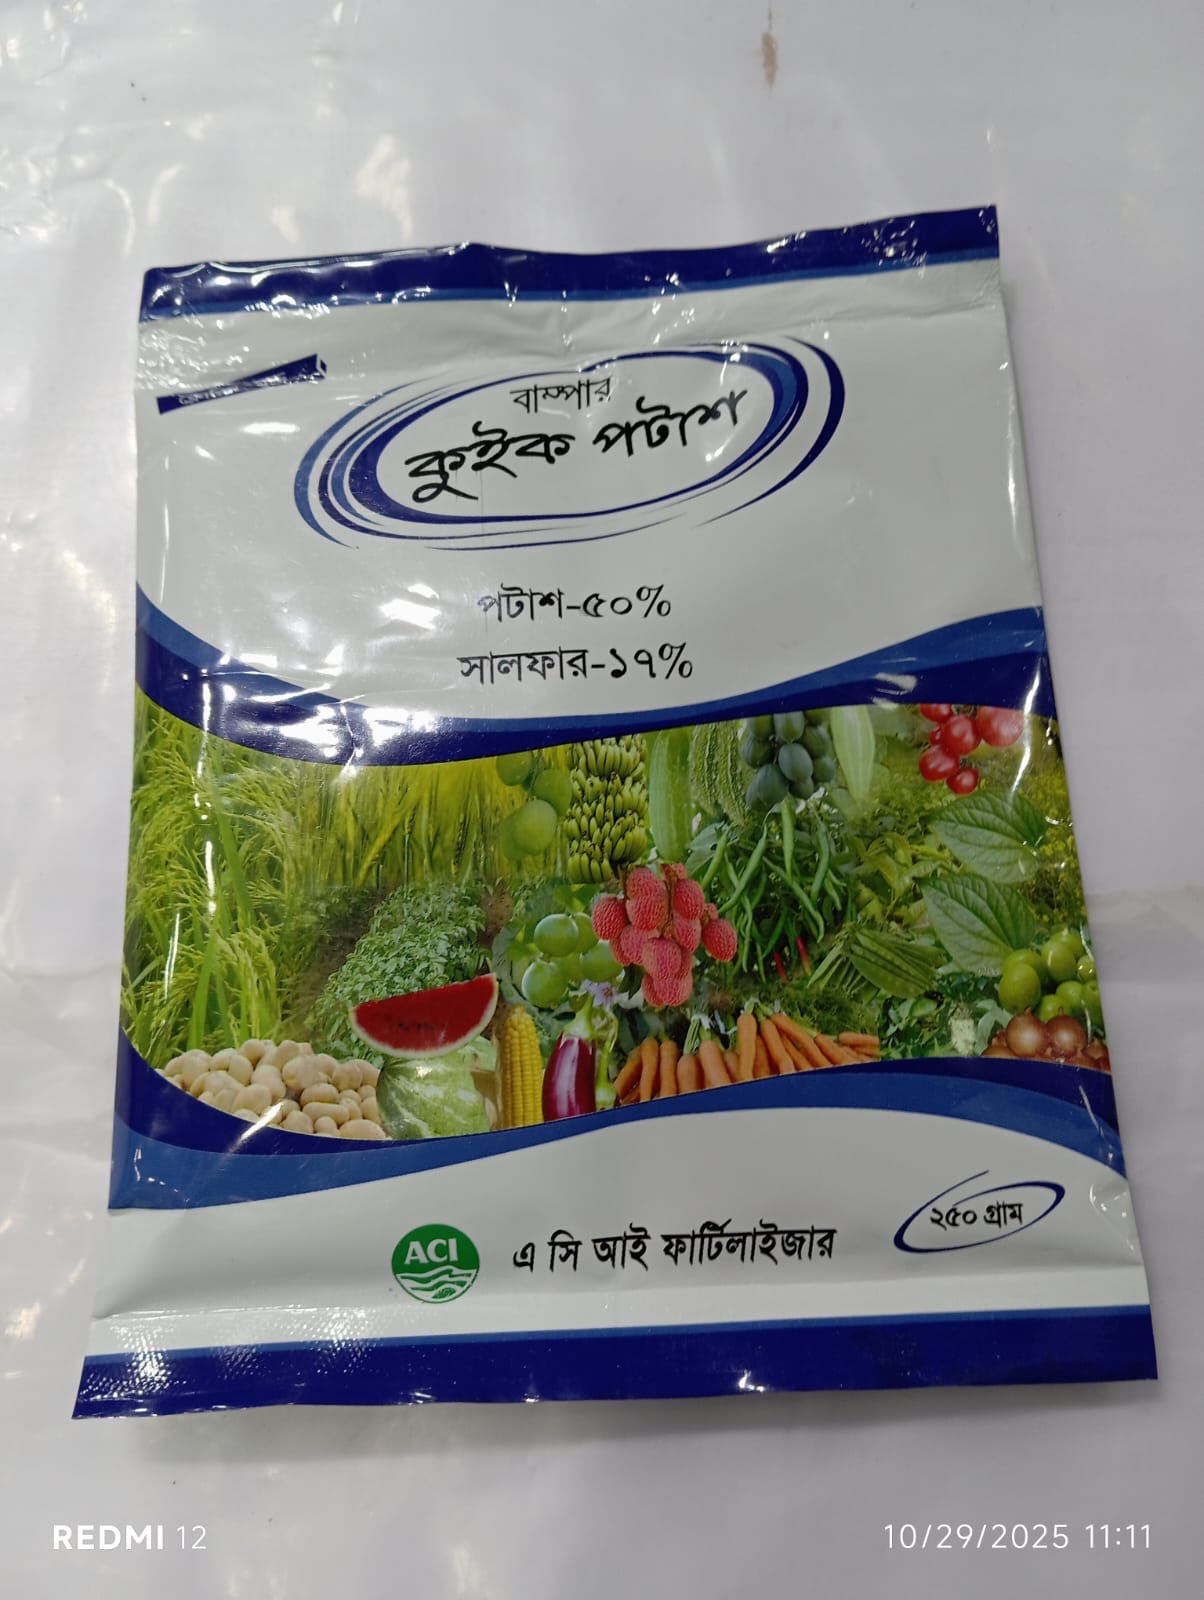 বাম্পার
কুইক পটাশ
পটাশ-৫০%
সালফার-১৭%
২৫০ গ্রাম
ACI
এ সি আই ফার্টিলাইজার
REDMI 12
10/29/2025 11:11